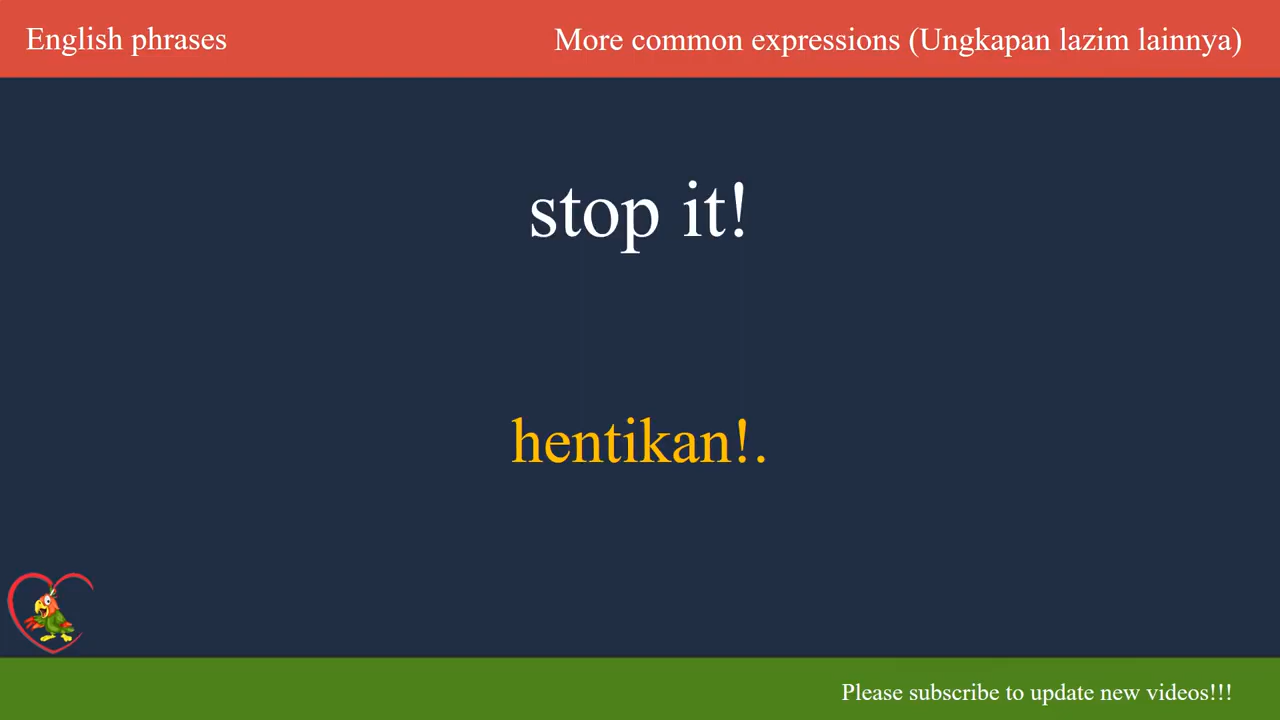 English phrases
More common expressions (Ungkapan lazim lainnya)
stop it!
hentikan!.
Please subscribe to update new videos!!!